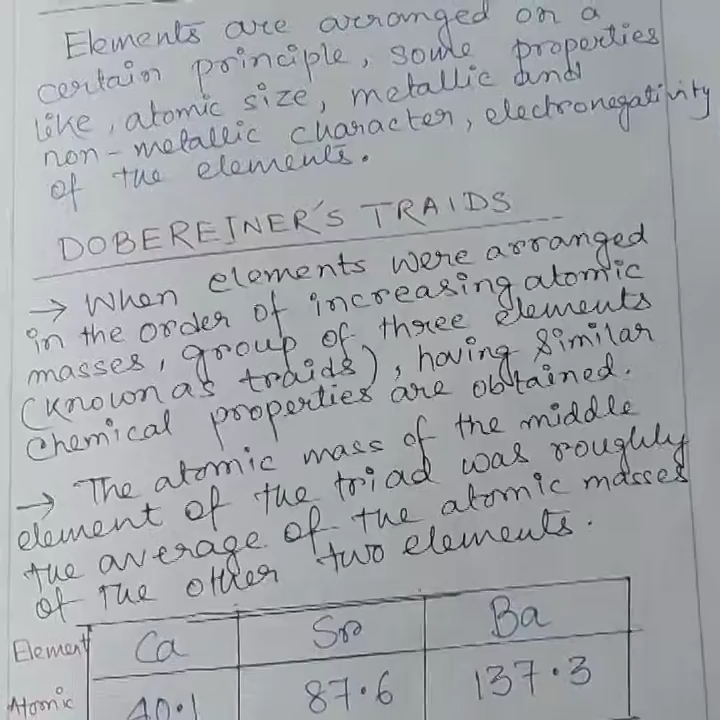 Elements are arranged on a
certain principle, some properties
like, atomic size, metallic and
non-metallic character, electronegativity
of the elements.
DOBEREINER'S TRAIDS
→ When elements were arranged
in the order of increasing atomic
masses, group of three elements
(known as traids), having similar
chemical properties are obtained.
→ The atomic mass of the middle
element of the triad was roughly
the average of the atomic masses
of the other two elements.
Element Ca Sr Ba
Atomic 40.1 87.6 137.3